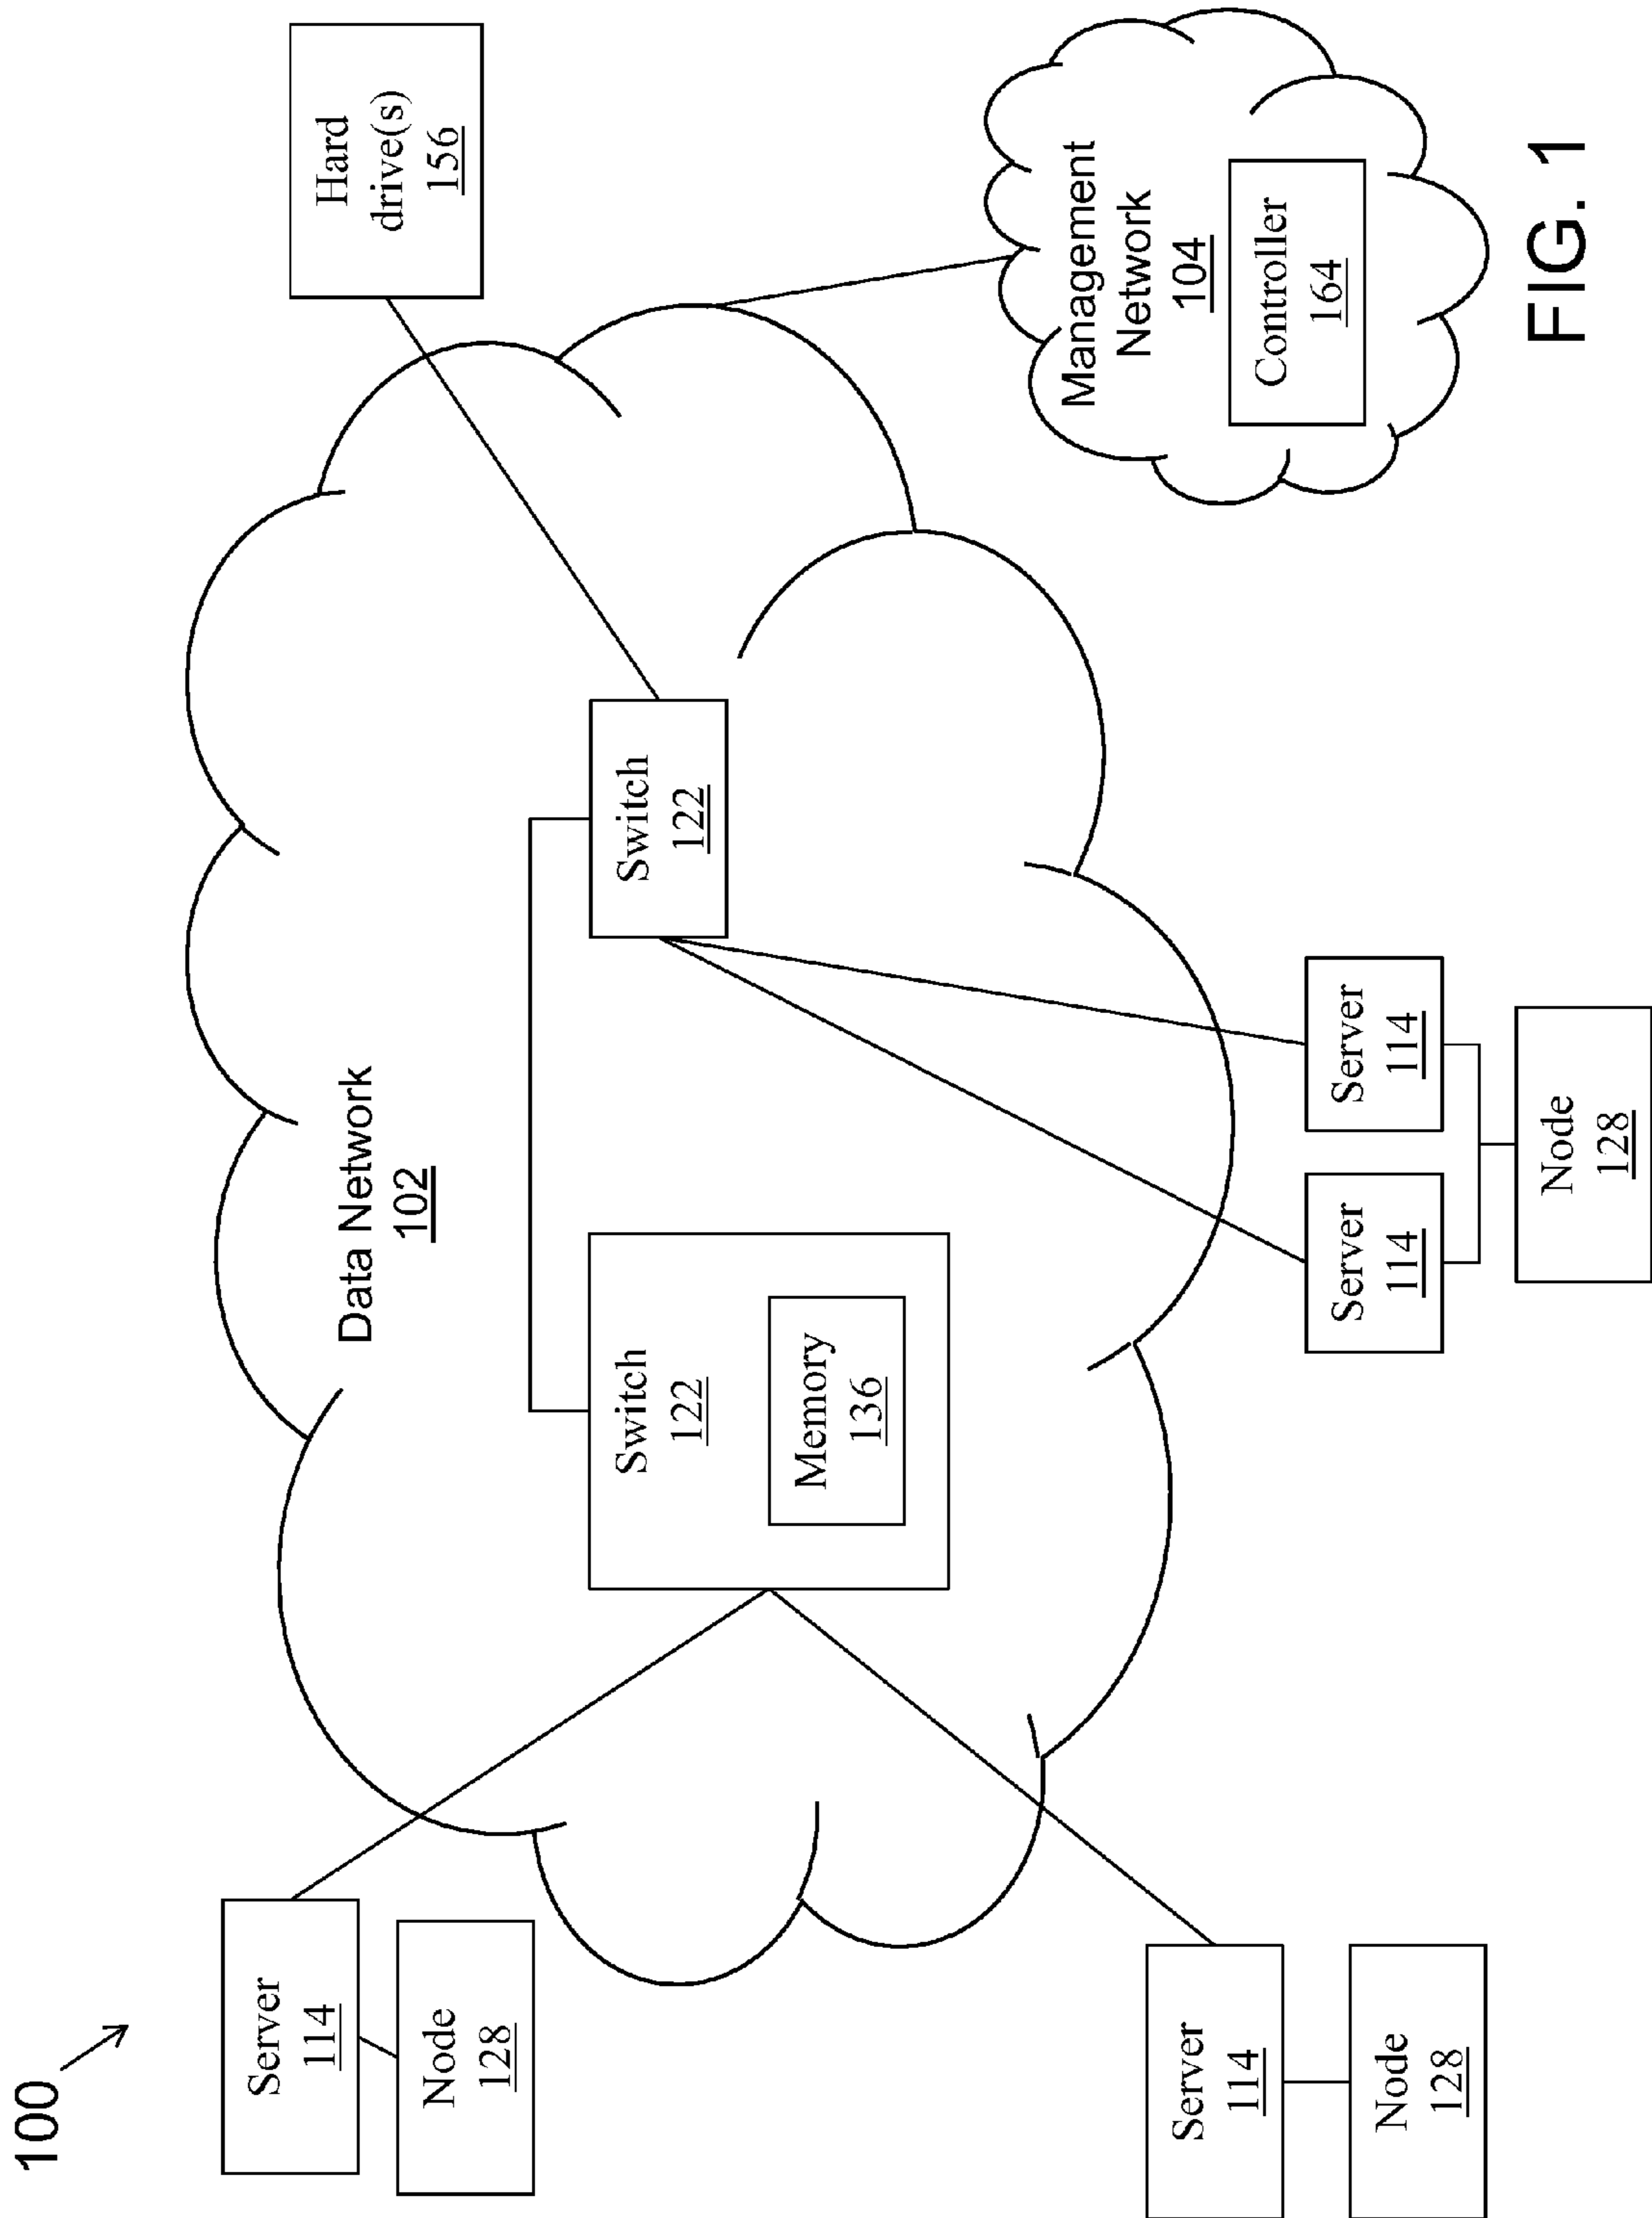 100
Server
114
Node
128
Data Network
102
Hard
drive(s)
156
Switch
122
Memory
136
Switch
122
Management
Network
104
Controller
164
Server
114
Node
128
Server
114
Server
114
Node
128
FIG. 1